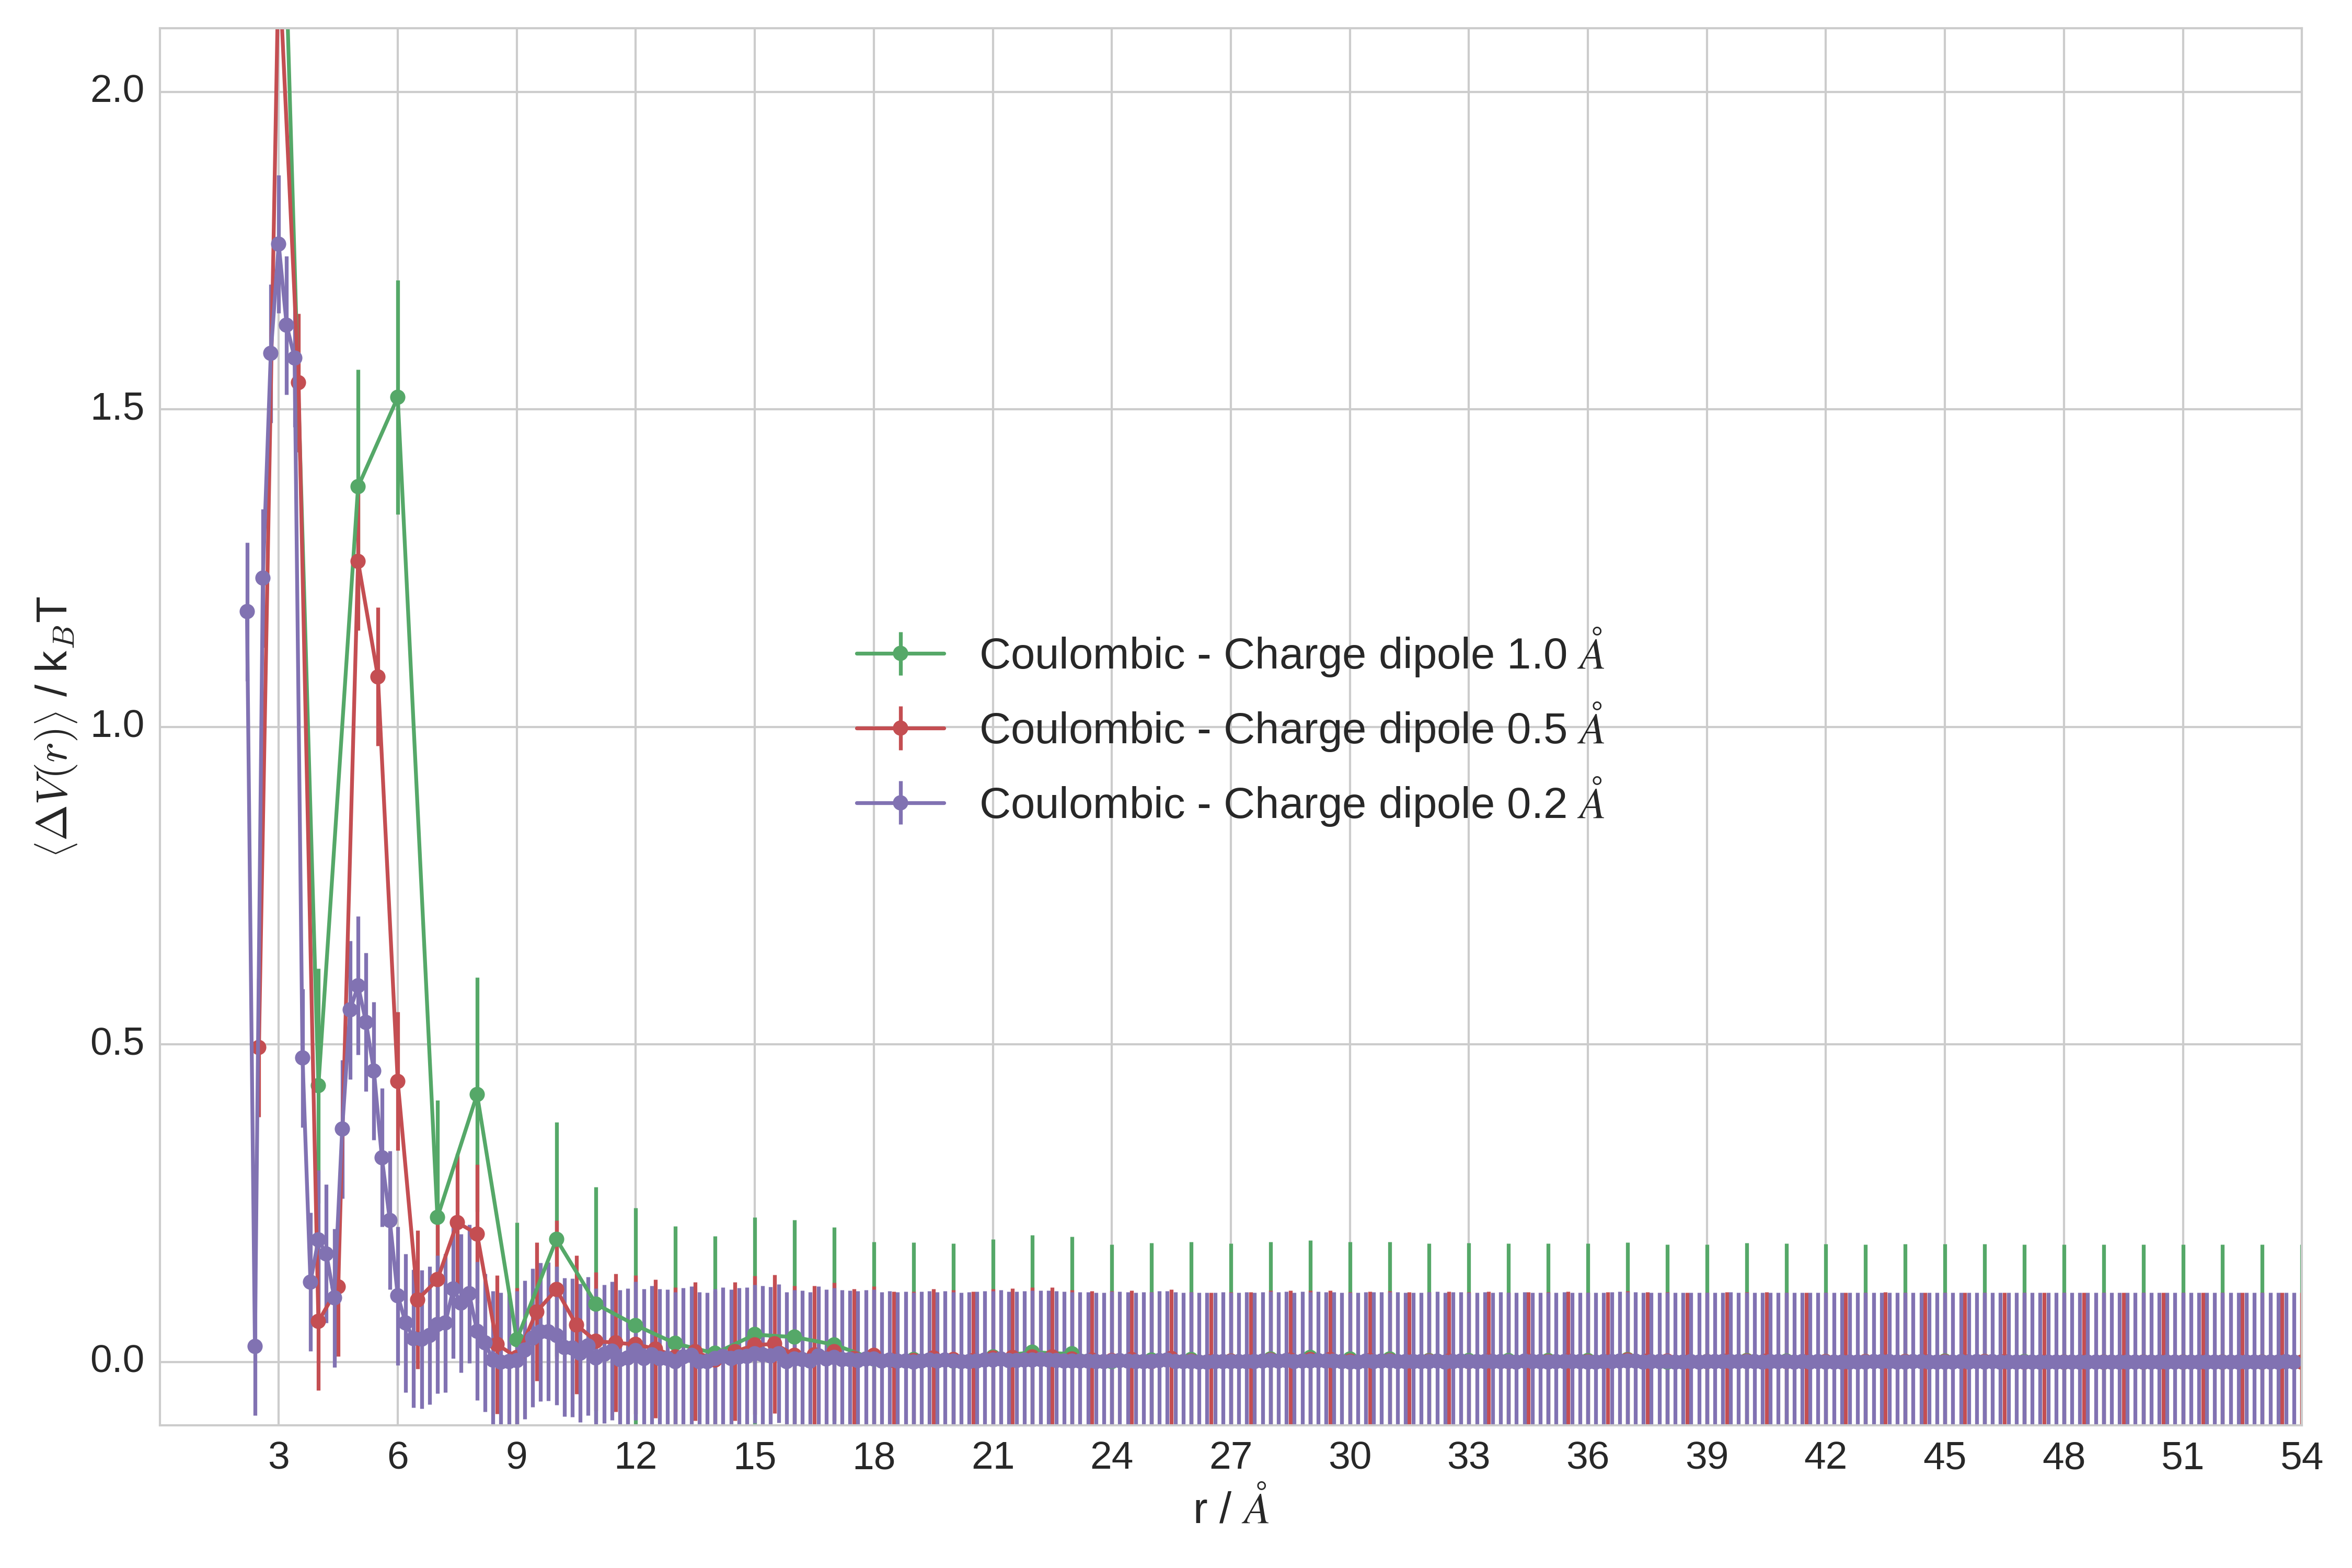 2.0
1.5
1.0
0.5
0.0
⟨ΔV(r)⟩ / k_BT
Coulombic - Charge dipole 1.0 Å
Coulombic - Charge dipole 0.5 Å
Coulombic - Charge dipole 0.2 Å
3 6 9 12 15 18 21 24 27 30 33 36 39 42 45 48 51 54
r / Å